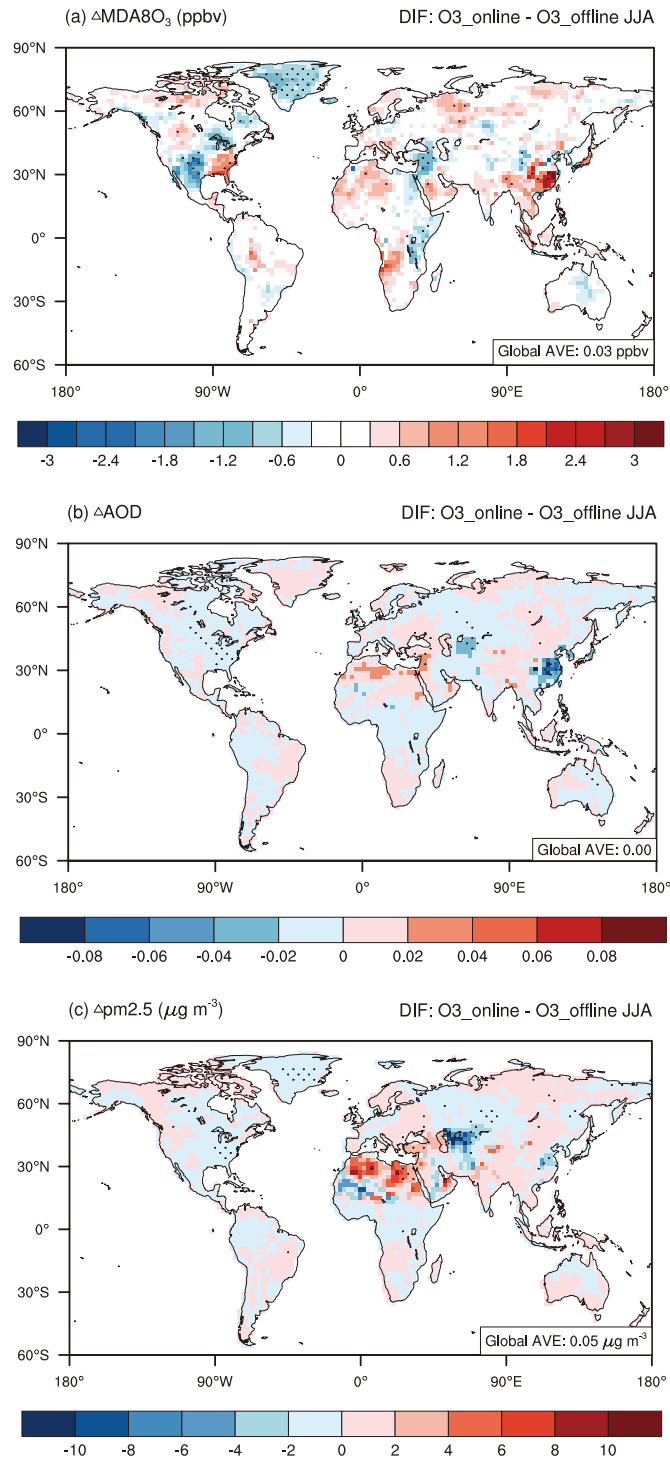 (a) △MDA8O₃ (ppbv) DIF: O3_online - O3_offline JJA
90°N
60°N
30°N
0°
30°S
60°S
Global AVE: 0.03 ppbv
180° 90°W 0° 90°E 180°
-3 -2.4 -1.8 -1.2 -0.6 0 0.6 1.2 1.8 2.4 3
(b) △AOD DIF: O3_online - O3_offline JJA
90°N
60°N
30°N
0°
30°S
60°S
Global AVE: 0.00
180° 90°W 0° 90°E 180°
-0.08 -0.06 -0.04 -0.02 0 0.02 0.04 0.06 0.08
(c) △pm2.5 (μg m⁻³) DIF: O3_online - O3_offline JJA
90°N
60°N
30°N
0°
30°S
60°S
Global AVE: 0.05 μg m⁻³
180° 90°W 0° 90°E 180°
-10 -8 -6 -4 -2 0 2 4 6 8 10